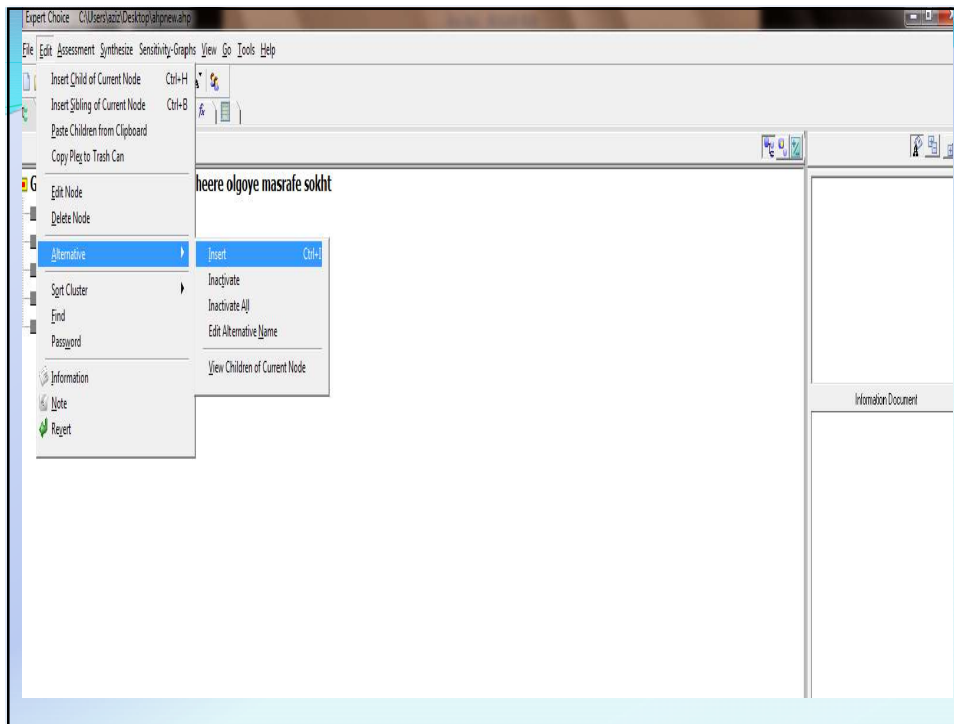 Expert Choice C:\Users\aziz\Desktop\ahpnew.ahp
File Edit Assessment Synthesize Sensitivity-Graphs View Go Tools Help
Insert Child of Current Node Ctrl+H
Insert Sibling of Current Node Ctrl+B
Paste Children from Clipboard
Copy Plex to Trash Can
G heere olgoye masrafe sokht
Edit Node
Delete Node
Alternative
Insert Ctrl+I
Inactivate
Inactivate All
Edit Alternative Name
View Children of Current Node
Sort Cluster
Find
Password
Information
Note
Revert
Information Document